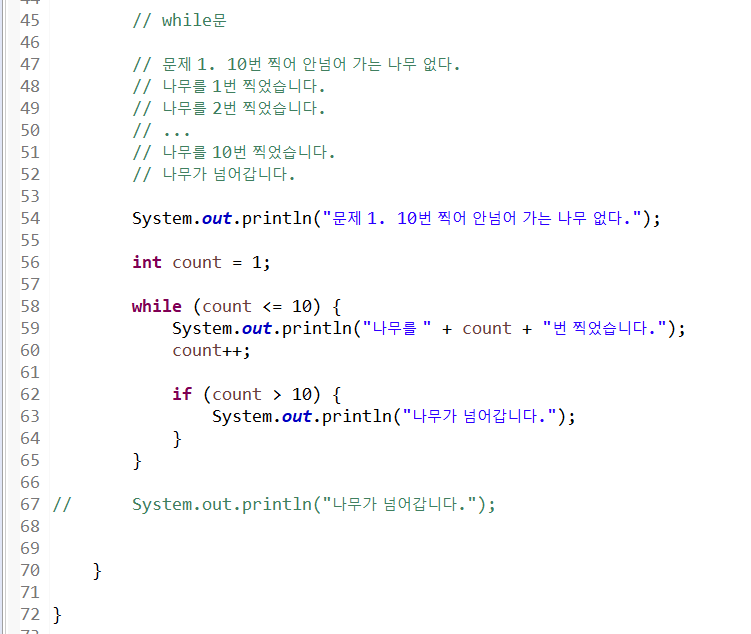 45 // while문
46
47 // 문제 1. 10번 찍어 안넘어 가는 나무 없다.
48 // 나무를 1번 찍었습니다.
49 // 나무를 2번 찍었습니다.
50 // ...
51 // 나무를 10번 찍었습니다.
52 // 나무가 넘어갑니다.
53
54 System.out.println("문제 1. 10번 찍어 안넘어 가는 나무 없다.");
55
56 int count = 1;
57
58 while (count <= 10) {
59 System.out.println("나무를 " + count + "번 찍었습니다.");
60 count++;
61
62 if (count > 10) {
63 System.out.println("나무가 넘어갑니다.");
64 }
65 }
66
67 // System.out.println("나무가 넘어갑니다.");
68
69
70 }
71
72 }